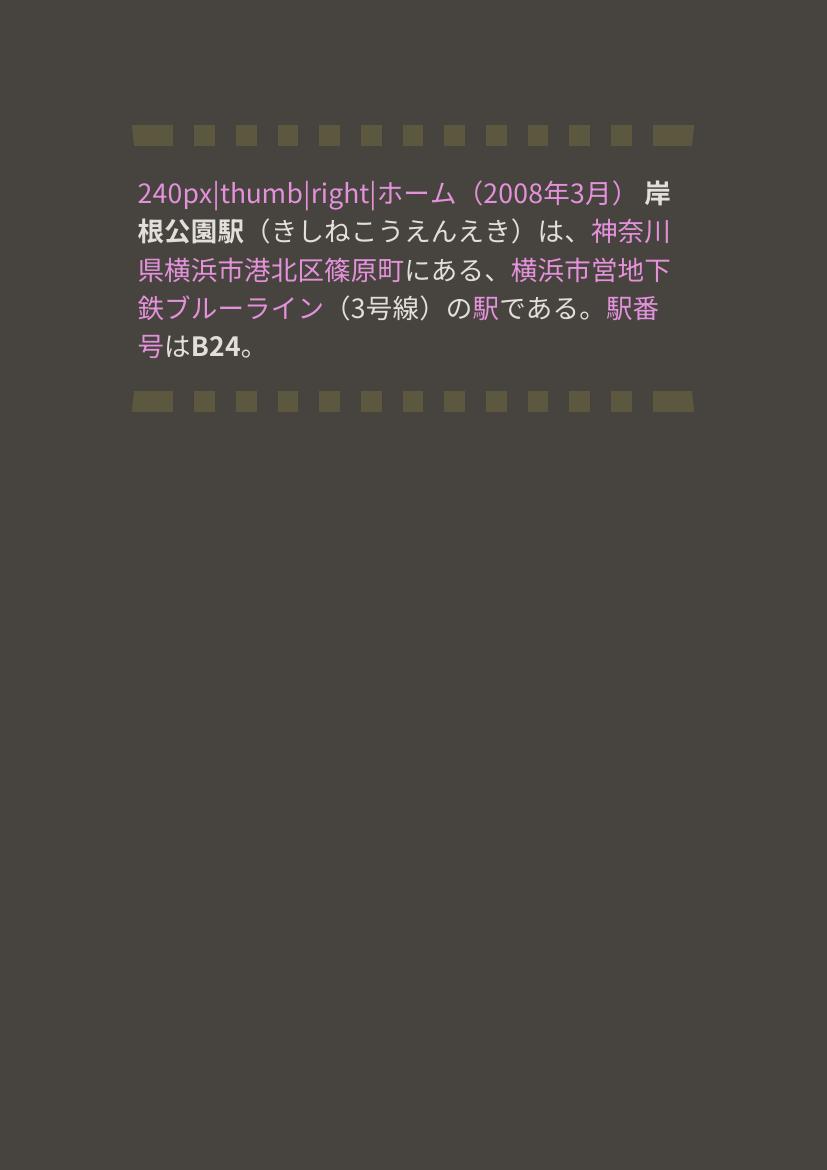 240px|thumb|right|ホーム（2008年3月） 岸
根公園駅（きしねこうえんえき）は、神奈川
県横浜市港北区篠原町にある、横浜市営地下
鉄ブルーライン（3号線）の駅である。駅番
号はB24。